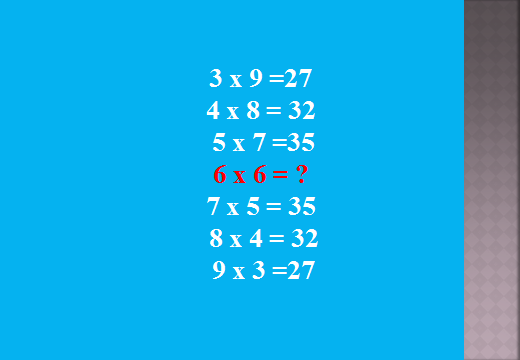 3 x 9 =27
4 x 8 = 32
5 x 7 =35
6 x 6 = ?
7 x 5 = 35
8 x 4 = 32
9 x 3 =27